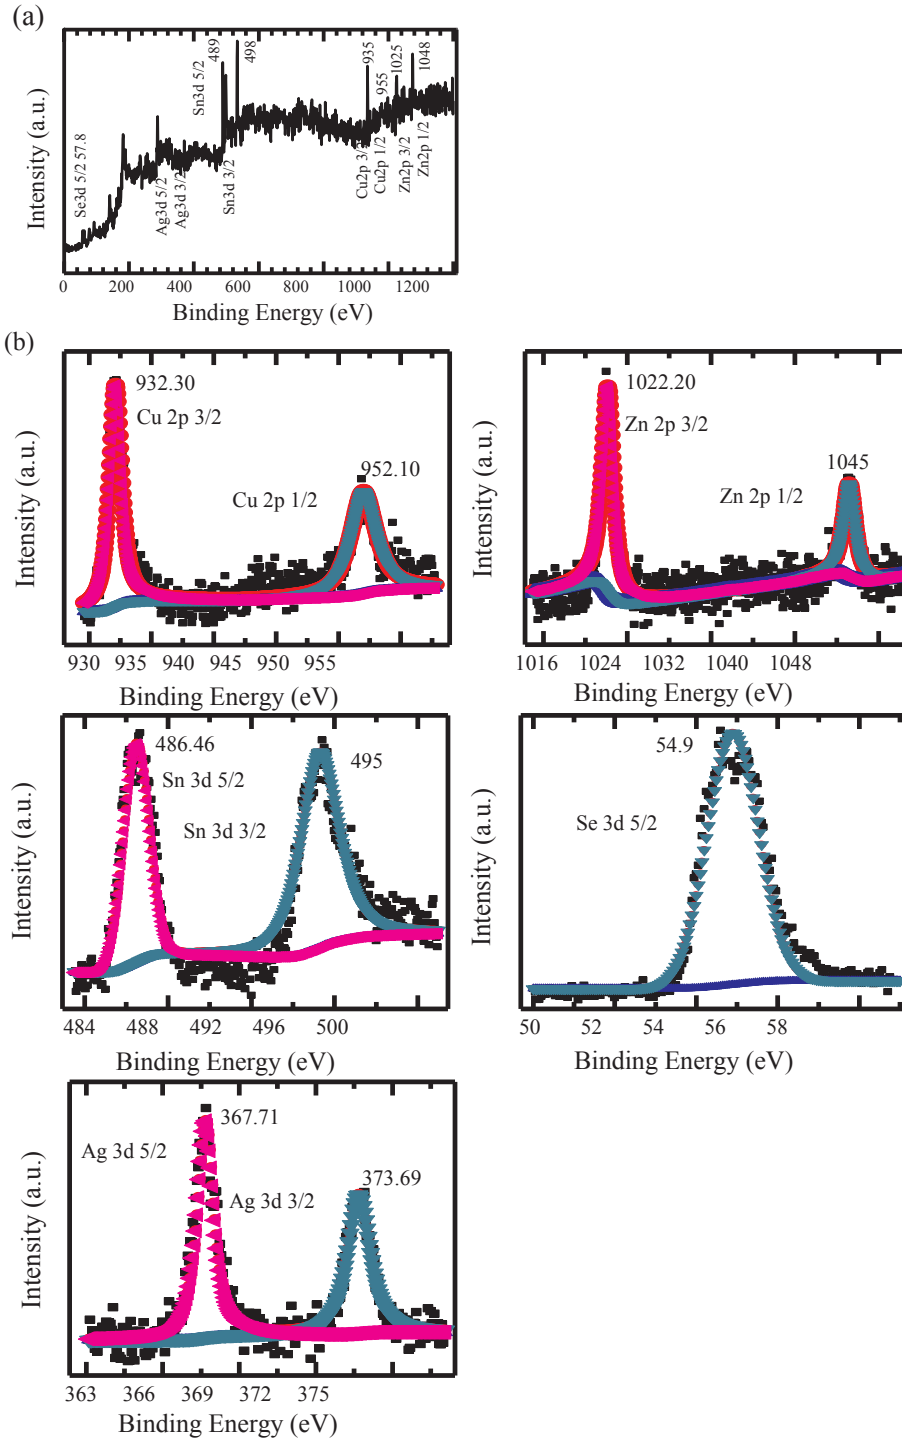 (a)
Intensity (a.u.)
Se3d 5/2 57.8
Ag3d 5/2
Ag3d 3/2
Sn3d 5/2
489
Sn3d 3/2
498
935
955
1025
1048
Cu2p 3/2
Cu2p 1/2
Zn2p 3/2
Zn2p 1/2
0 200 400 600 800 1000 1200
Binding Energy (eV)
(b)
Intensity (a.u.)
932.30
Cu 2p 3/2
952.10
Cu 2p 1/2
930 935 940 945 950 955
Binding Energy (eV)
Intensity (a.u.)
1022.20
Zn 2p 3/2
1045
Zn 2p 1/2
1016 1024 1032 1040 1048
Binding Energy (eV)
Intensity (a.u.)
486.46
Sn 3d 5/2
495
Sn 3d 3/2
484 488 492 496 500
Binding Energy (eV)
Intensity (a.u.)
54.9
Se 3d 5/2
50 52 54 56 58
Binding Energy (eV)
Intensity (a.u.)
367.71
Ag 3d 5/2
373.69
Ag 3d 3/2
363 366 369 372 375
Binding Energy (eV)